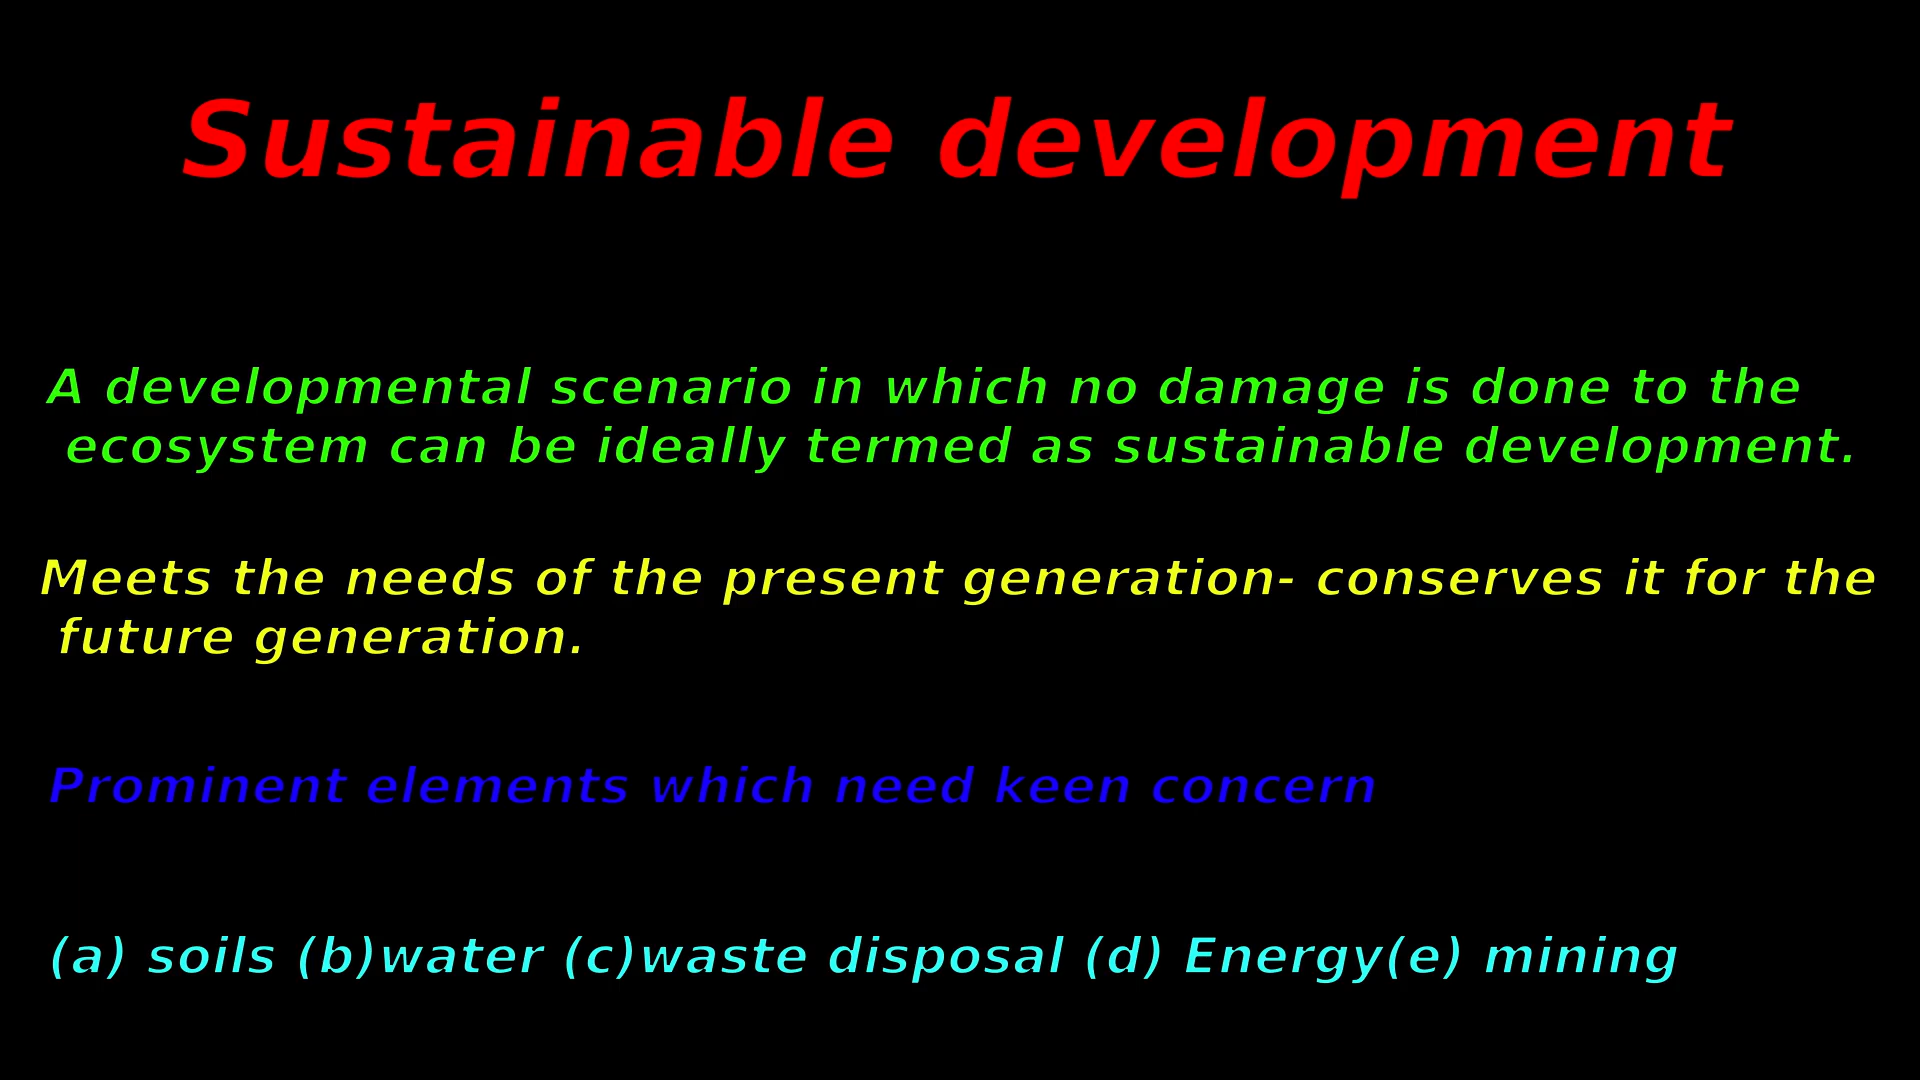 Sustainable development
A developmental scenario in which no damage is done to the
ecosystem can be ideally termed as sustainable development.
Meets the needs of the present generation- conserves it for the
future generation.
Prominent elements which need keen concern
(a) soils (b)water (c)waste disposal (d) Energy(e) mining